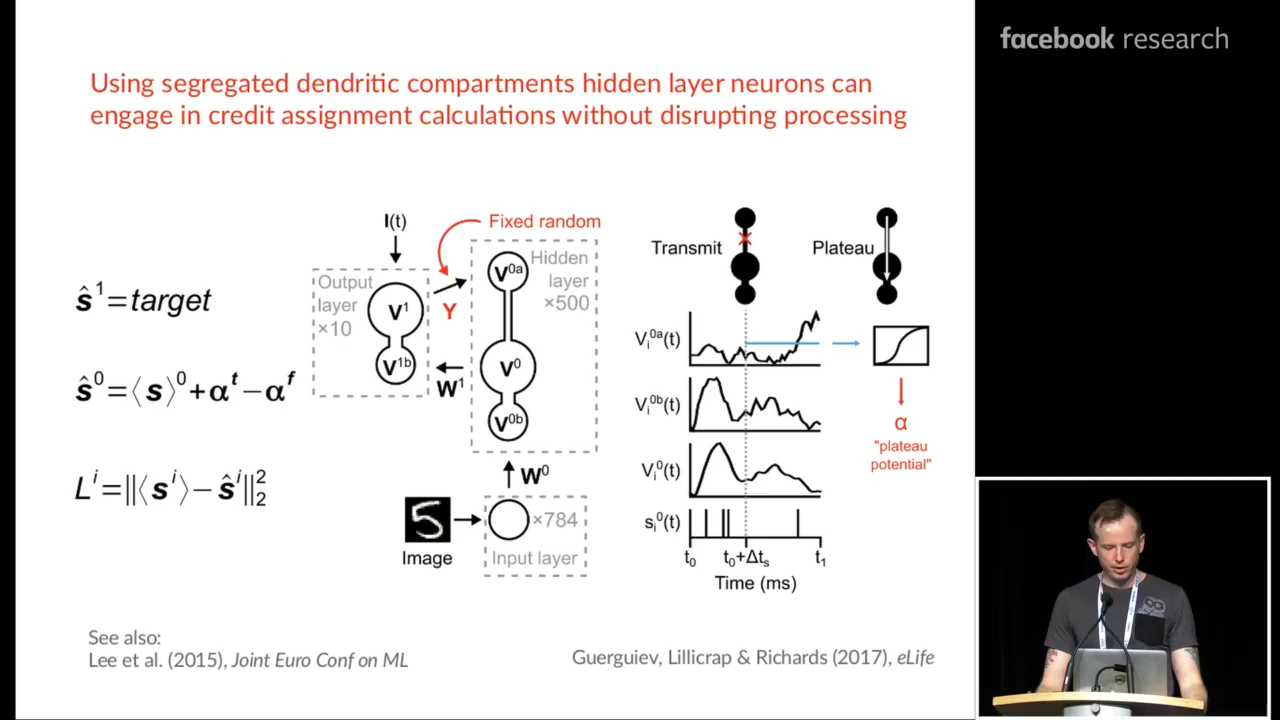 facebook research
Using segregated dendritic compartments hidden layer neurons can
engage in credit assignment calculations without disrupting processing
ŝ¹=target
ŝ⁰=⟨s⟩⁰+αᵗ−αᶠ
Lⁱ=||⟨sⁱ⟩−ŝⁱ||₂²
I(t)
Fixed random
Output
layer
×10
V¹
V¹ᵇ
Y
W¹
Hidden
layer
×500
V⁰ᵃ
V⁰
V⁰ᵇ
W⁰
5
Image
×784
Input layer
Transmit
Plateau
Vᵢ⁰ᵃ(t)
Vᵢ⁰ᵇ(t)
Vᵢ⁰(t)
sᵢ⁰(t)
t₀
t₀+Δtₛ
t₁
Time (ms)
α
"plateau
potential"
See also:
Lee et al. (2015), Joint Euro Conf on ML
Guerguiev, Lillicrap & Richards (2017), eLife